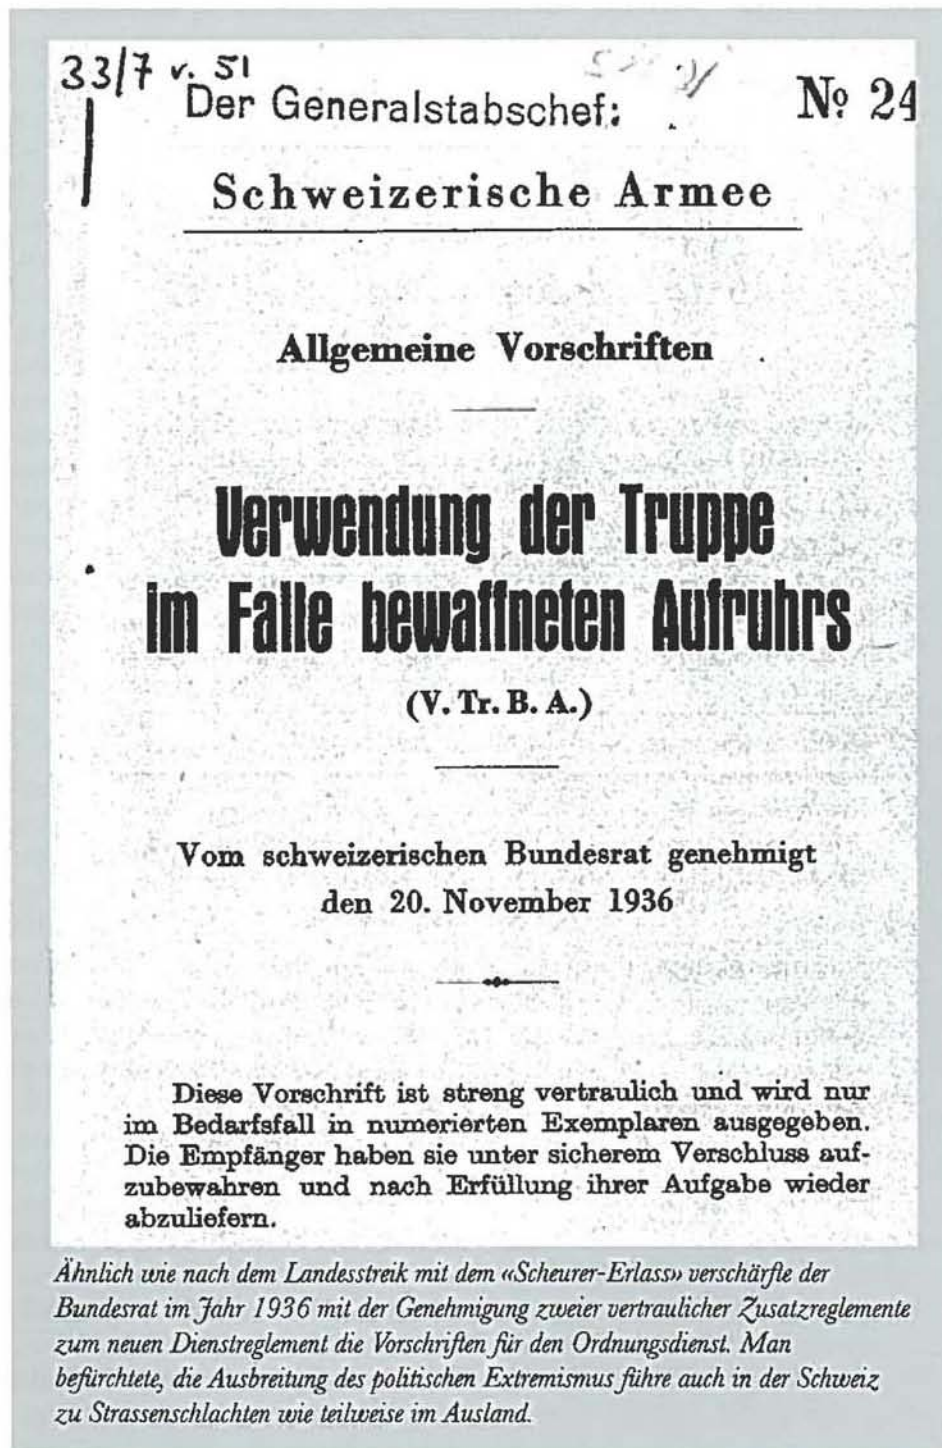 33/7 v. 51
Der Generalstabschef:
No 24
Schweizerische Armee
Allgemeine Vorschriften
Verwendung der Truppe
im Falle bewaffneten Aufruhrs
(V. Tr. B. A.)
Vom schweizerischen Bundesrat genehmigt
den 20. November 1936
Diese Vorschrift ist streng vertraulich und wird nur
im Bedarfsfall in numerierten Exemplaren ausgegeben.
Die Empfänger haben sie unter sicherem Verschluss auf-
zubewahren und nach Erfüllung ihrer Aufgabe wieder
abzuliefern.
Ähnlich wie nach dem Landesstreik mit dem «Scheurer-Erlass» verschärfte der
Bundesrat im Jahr 1936 mit der Genehmigung zweier vertraulicher Zusatzreglemente
zum neuen Dienstreglement die Vorschriften für den Ordnungsdienst. Man
befürchtete, die Ausbreitung des politischen Extremismus führe auch in der Schweiz
zu Strassenschlachten wie teilweise im Ausland.